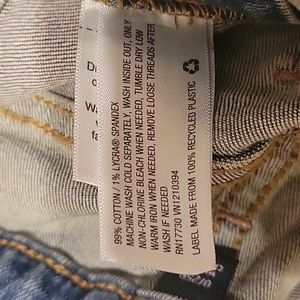 99% COTTON / 1% LYCRA® SPANDEX
MACHINE WASH COLD SEPARATELY, WASH INSIDE OUT, ONLY
NON-CHLORINE BLEACH WHEN NEEDED, TUMBLE DRY LOW
WARM IRON WHEN NEEDED, REMOVE LOOSE THREADS AFTER
WASH IF NEEDED
RN17730 VN1210394
LABEL MADE FROM 100% RECYCLED PLASTIC